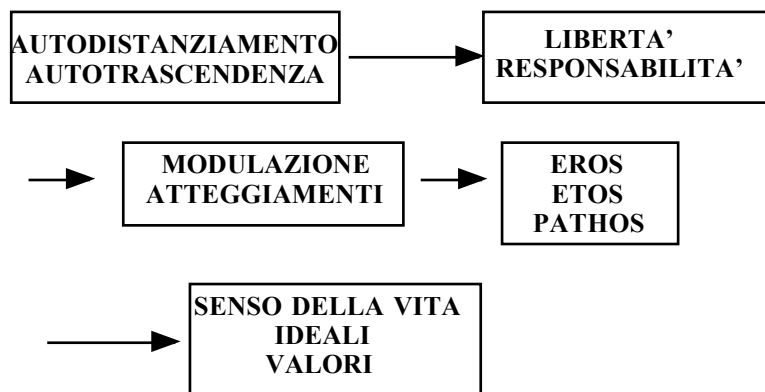 AUTODISTANZIAMENTO
AUTOTRASCENDENZA
LIBERTA’
RESPONSABILITA’
MODULAZIONE
ATTEGGIAMENTI
EROS
ETOS
PATHOS
SENSO DELLA VITA
IDEALI
VALORI